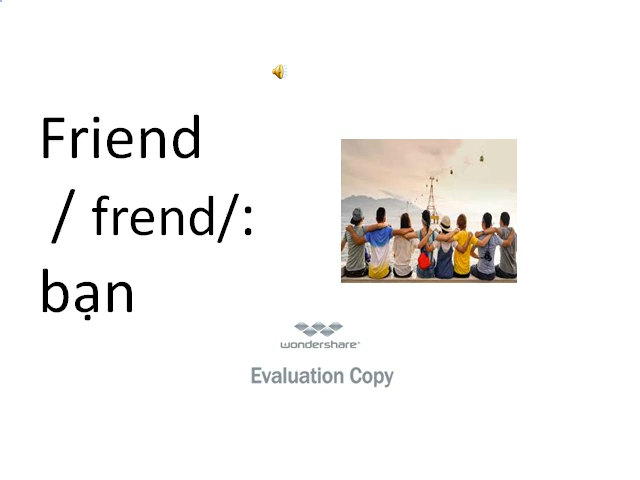 Friend
/ frend/:
bạn
wondershare
Evaluation Copy